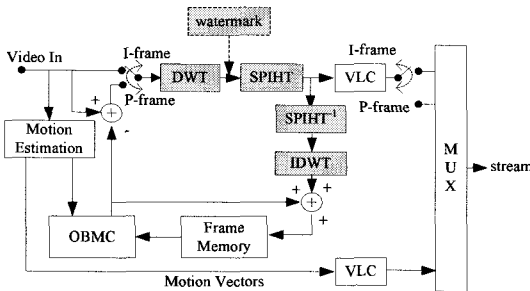 watermark
Video In
I-frame
I-frame
DWT
SPIHT
VLC
P-frame
P-frame
+
+
-
SPIHT⁻¹
Motion
Estimation
IDWT
M
U
X
stream
+
+
+
+
OBMC
Frame
Memory
Motion Vectors
VLC